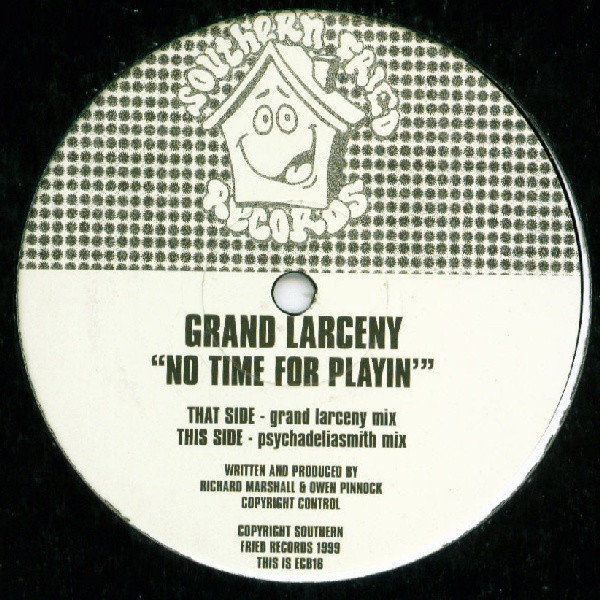 SOUTHERN FRIED
RECORDS
GRAND LARCENY
“NO TIME FOR PLAYIN’”
THAT SIDE - grand larceny mix
THIS SIDE - psychadeliasmith mix
WRITTEN AND PRODUCED BY
RICHARD MARSHALL & OWEN PINNOCK
COPYRIGHT CONTROL
COPYRIGHT SOUTHERN
FRIED RECORDS 1999
THIS IS ECB16